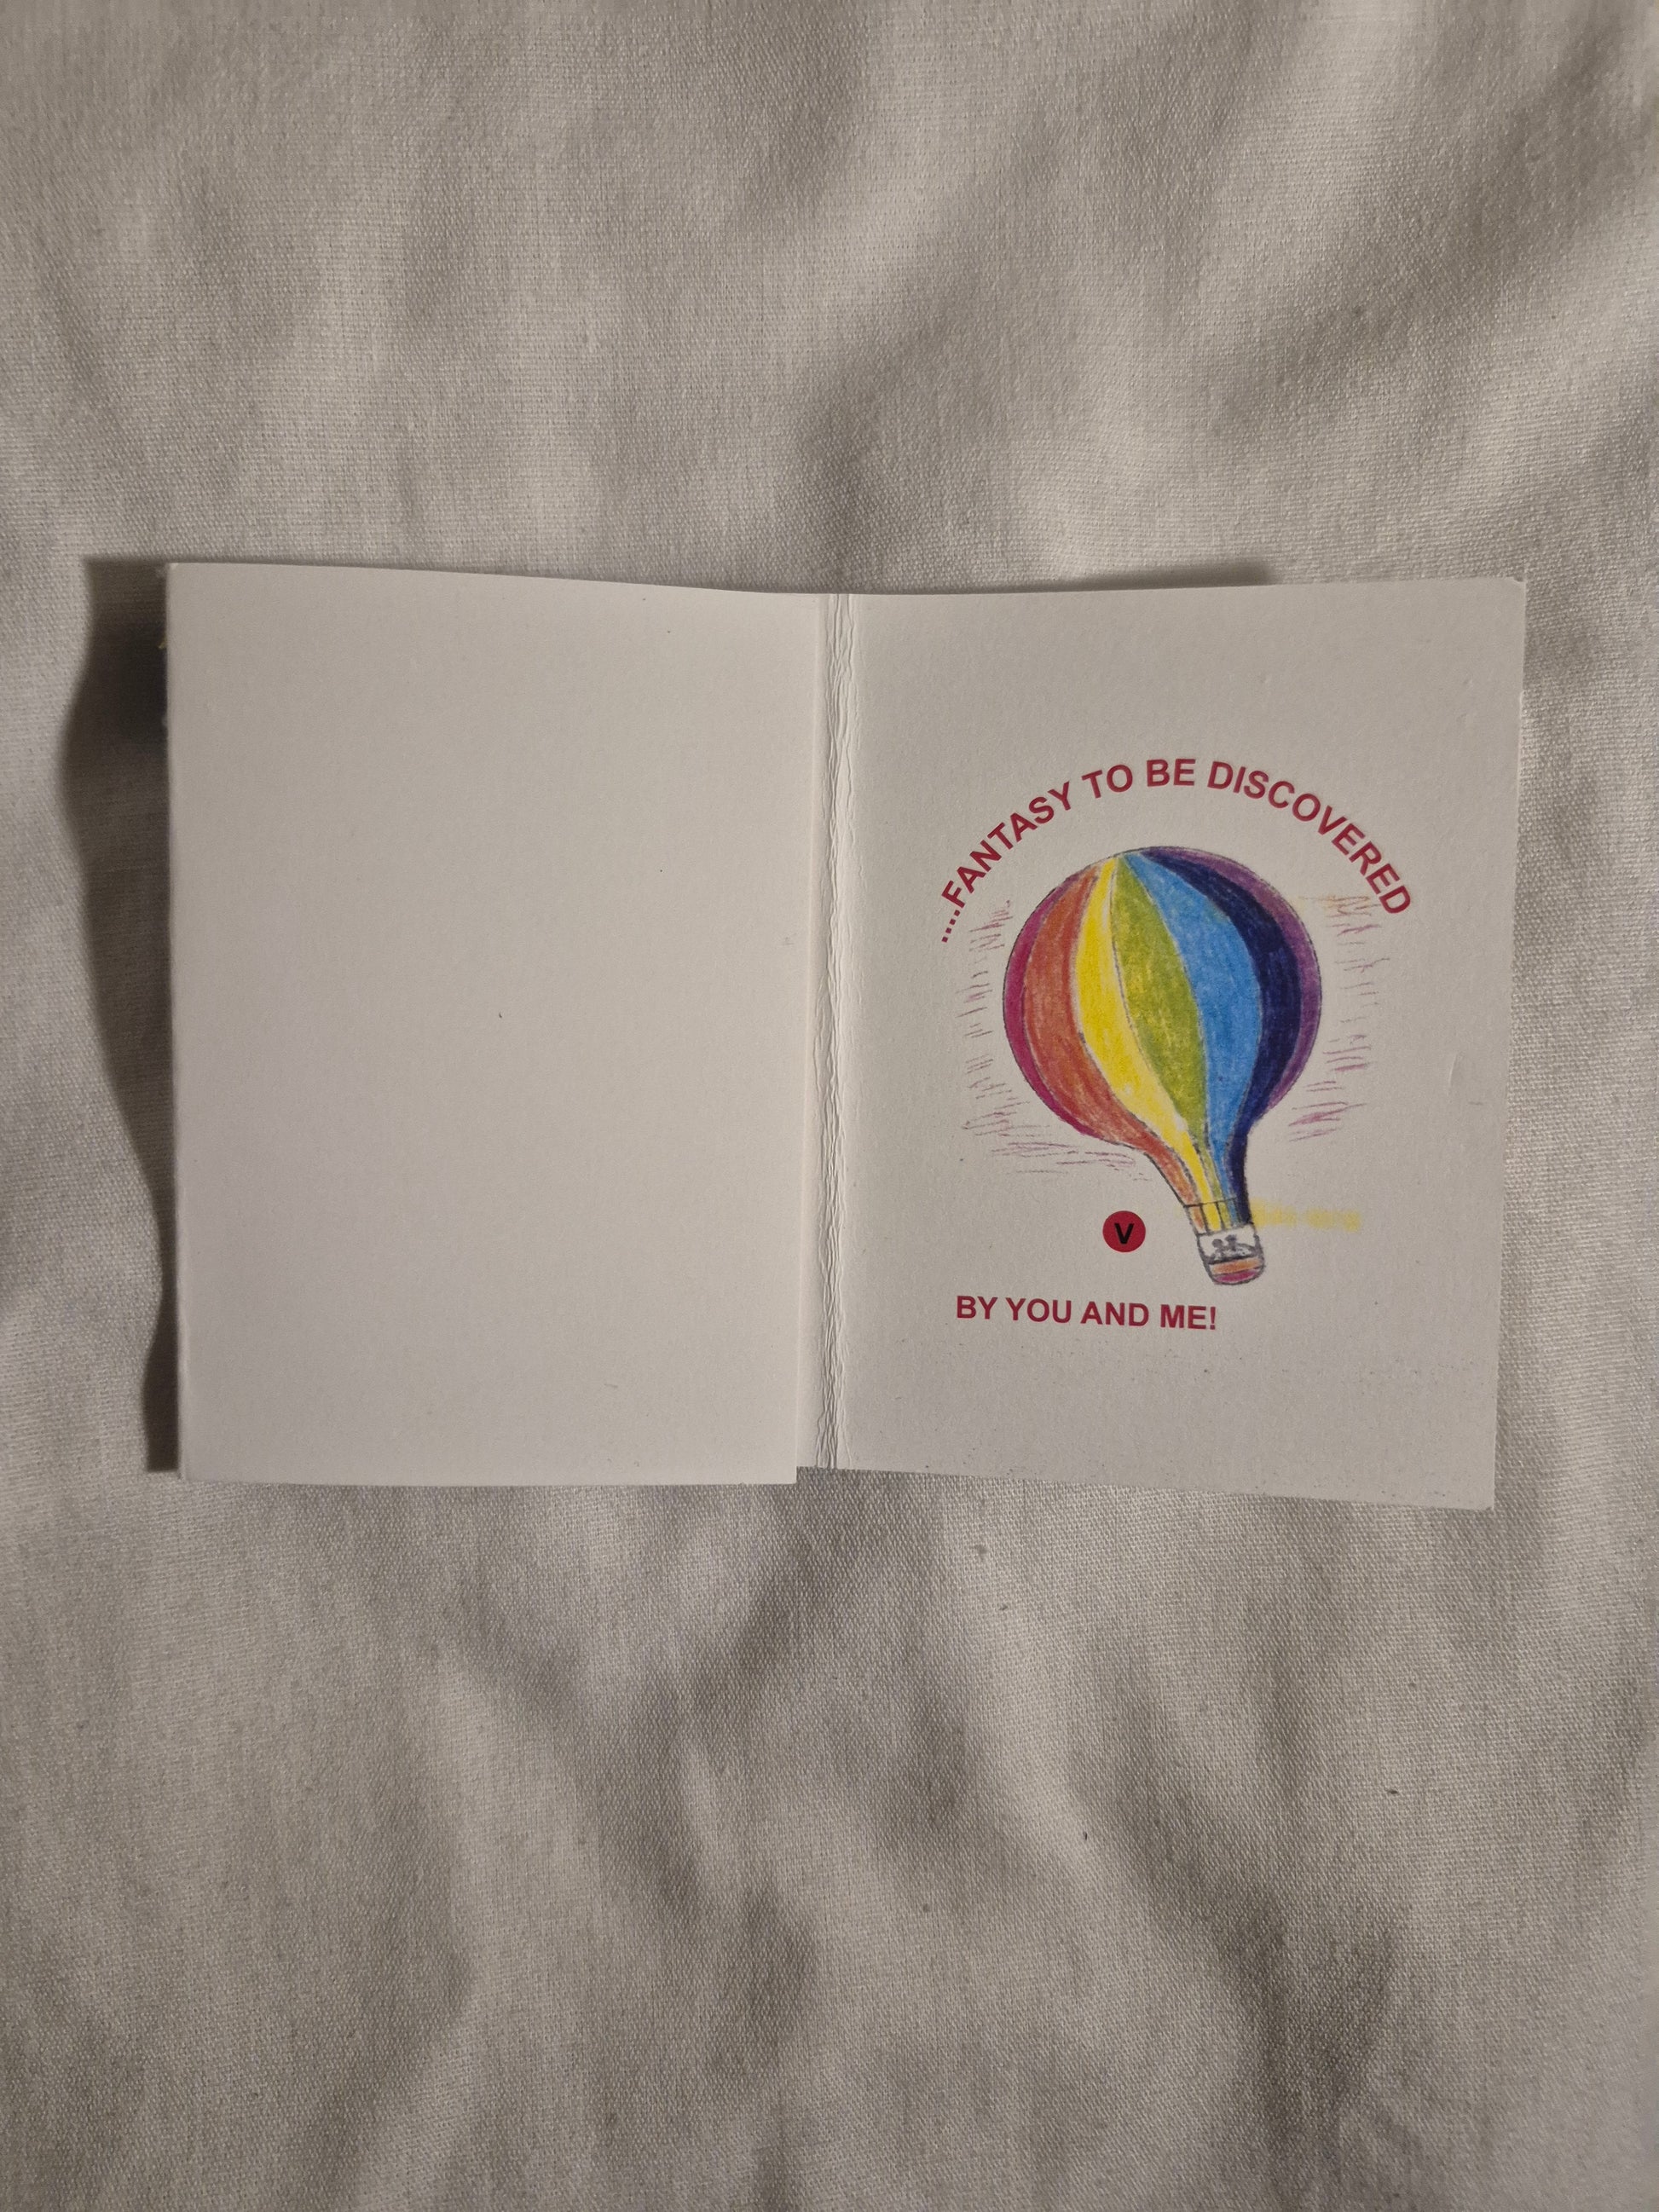 ....FANTASY TO BE DISCOVERED
V
BY YOU AND ME!